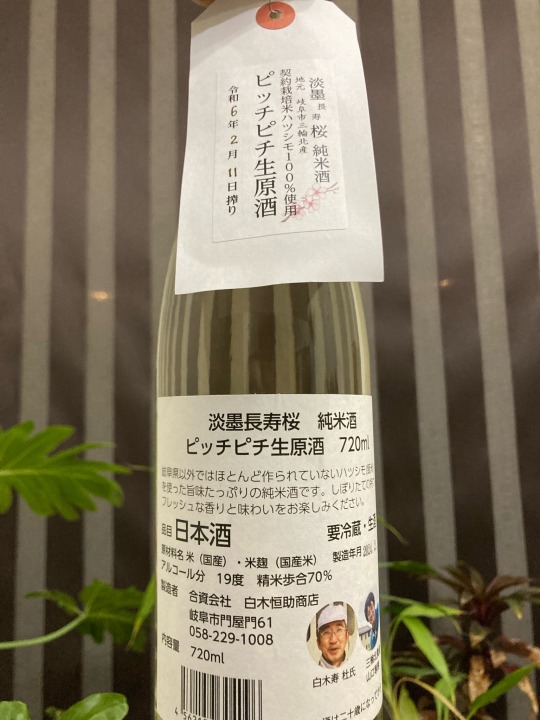 淡墨長寿桜 純米酒
地元 岐阜市三輪北産
契約栽培米ハツシモ100%使用
ピッチピチ生原酒
令和6年2月11日搾り
淡墨長寿桜 純米酒
ピッチピチ生原酒 720ml
岐阜県以外ではほとんど作られていないハツシモ
を使った旨味たっぷりの純米酒です。しぼりたての
フレッシュな香りと味わいをお楽しみください。
品目 日本酒 要冷蔵・生
原材料名 米(国産)・米麹(国産米) 製造年月
アルコール分 19度 精米歩合70%
製造者 合資会社 白木恒助商店
岐阜市門屋門61
058-229-1008
内容量 720ml
白木寿 杜氏